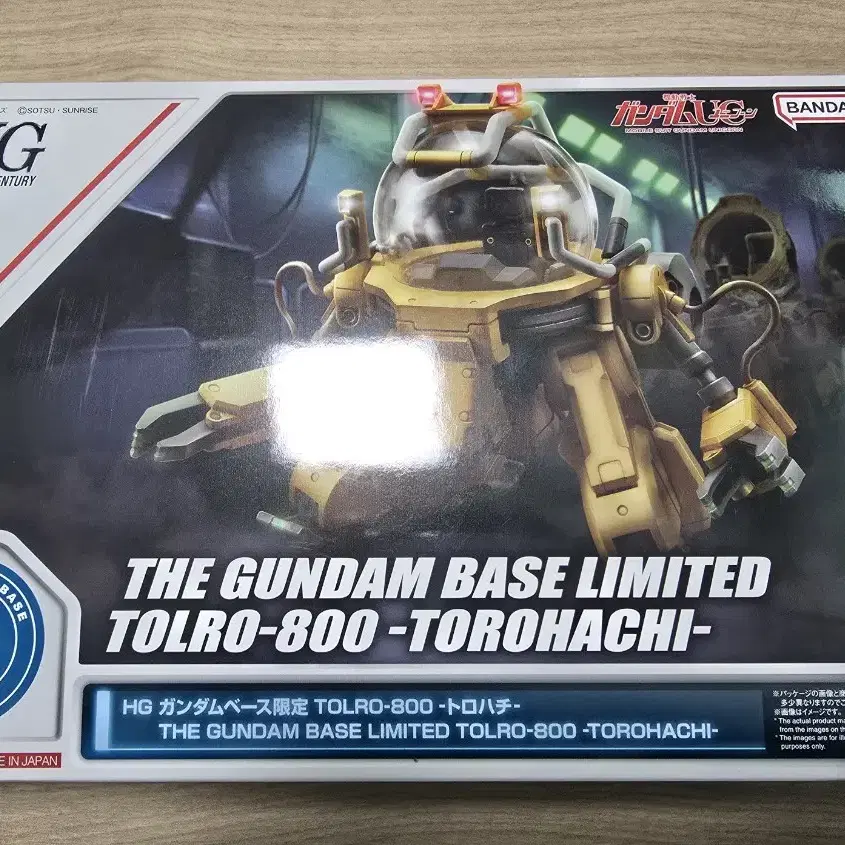 ©SOTSU・SUNRISE
機動戦士
ガンダムUC
MOBILE SUIT GUNDAM UNICORN
BANDA
THE GUNDAM BASE LIMITED
TOLRO-800 -TOROHACHI-
BASE
HG ガンダムベース限定 TOLRO-800 -トロハチ-
THE GUNDAM BASE LIMITED TOLRO-800 -TOROHACHI-
※パッケージの画像と商
多少異なりますのでご
※画像はイメージです。
* The actual product ma
from the images on th
* The images are for ill
purposes only.
E IN JAPAN